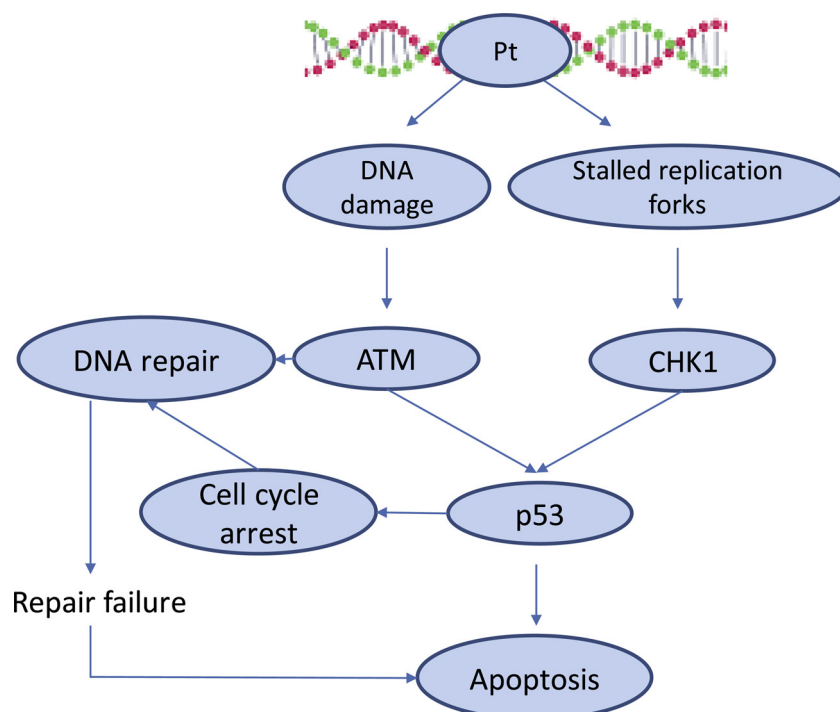 Pt
DNA
damage
Stalled replication
forks
DNA repair
ATM
CHK1
Cell cycle
arrest
p53
Repair failure
Apoptosis